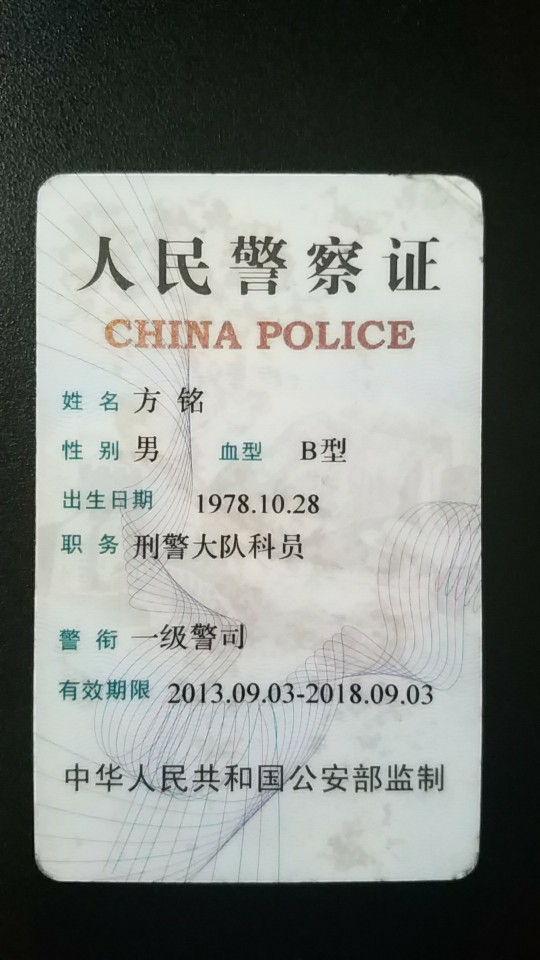 人民警察证
CHINA POLICE
姓名 方铭
性别 男 血型 B型
出生日期 1978.10.28
职务 刑警大队科员
警衔 一级警司
有效期限 2013.09.03-2018.09.03
中华人民共和国公安部监制